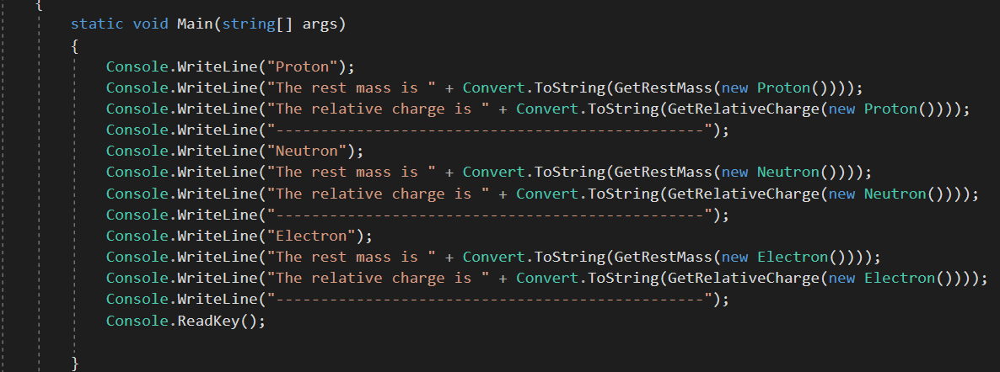 {
static void Main(string[] args)
{
Console.WriteLine("Proton");
Console.WriteLine("The rest mass is " + Convert.ToString(GetRestMass(new Proton())));
Console.WriteLine("The relative charge is " + Convert.ToString(GetRelativeCharge(new Proton())));
Console.WriteLine("------------------------------------------------");
Console.WriteLine("Neutron");
Console.WriteLine("The rest mass is " + Convert.ToString(GetRestMass(new Neutron())));
Console.WriteLine("The relative charge is " + Convert.ToString(GetRelativeCharge(new Neutron())));
Console.WriteLine("------------------------------------------------");
Console.WriteLine("Electron");
Console.WriteLine("The rest mass is " + Convert.ToString(GetRestMass(new Electron())));
Console.WriteLine("The relative charge is " + Convert.ToString(GetRelativeCharge(new Electron())));
Console.WriteLine("------------------------------------------------");
Console.ReadKey();
}